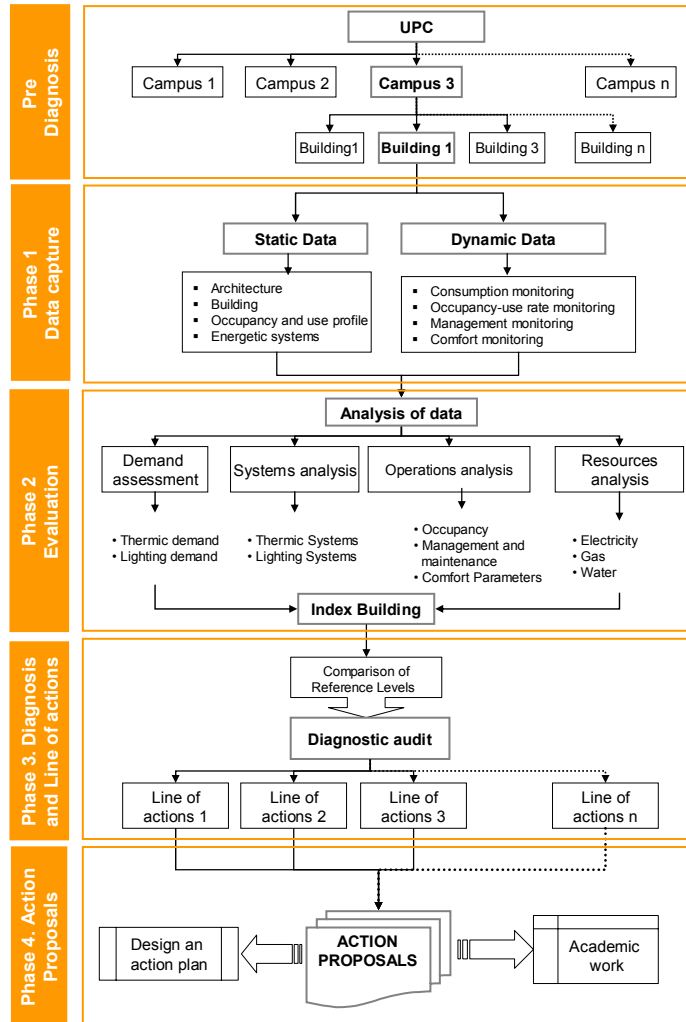 Pre
Diagnosis
UPC
Campus 1
Campus 2
Campus 3
Campus n
Building1
Building 1
Building 3
Building n
Phase 1
Data capture
Static Data
Dynamic Data
▪ Architecture
▪ Building
▪ Occupancy and use profile
▪ Energetic systems
▪ Consumption monitoring
▪ Occupancy-use rate monitoring
▪ Management monitoring
▪ Comfort monitoring
Phase 2
Evaluation
Analysis of data
Demand
assessment
Systems analysis
Operations analysis
Resources
analysis
• Thermic demand
• Lighting demand
• Thermic Systems
• Lighting Systems
• Occupancy
• Management and
maintenance
• Comfort Parameters
• Electricity
• Gas
• Water
Index Building
Phase 3. Diagnosis
and Line of actions
Comparison of
Reference Levels
Diagnostic audit
Line of
actions 1
Line of
actions 2
Line of
actions 3
Line of
actions n
Phase 4. Action
Proposals
Design an
action plan
ACTION
PROPOSALS
Academic
work